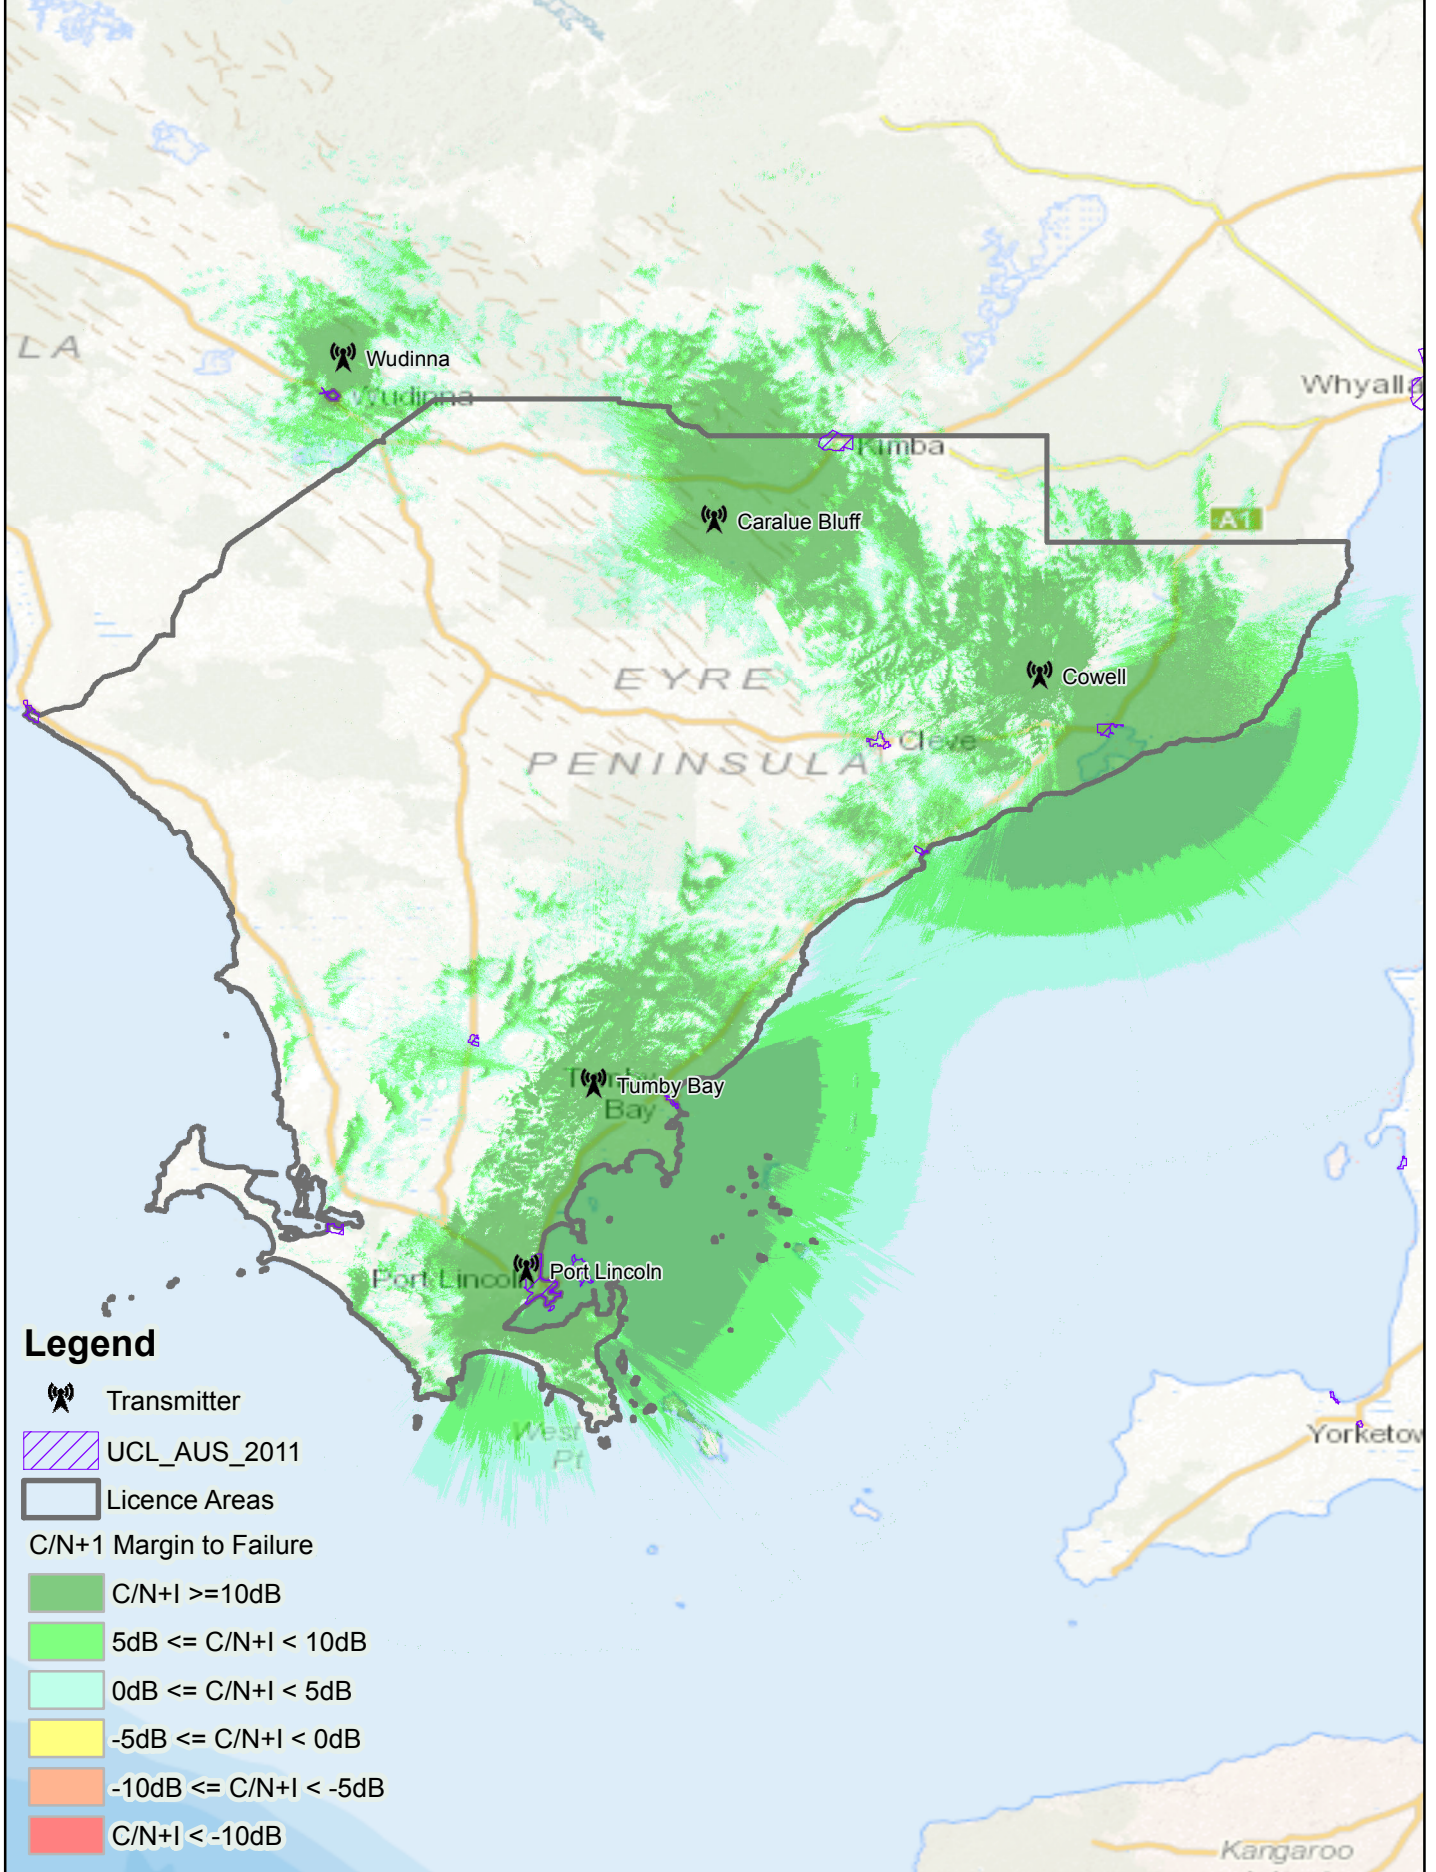 LA
Wudinna
Wudinna
Whyalla
Kimba
Caralue Bluff
A1
EYRE
Cowell
Cleve
PENINSULA
Tumby
Tumby Bay
Bay
Port Lincoln
Port Lincoln
Legend
Transmitter
West
Pt
Yorketow
UCL_AUS_2011
Licence Areas
C/N+1 Margin to Failure
C/N+I >=10dB
5dB <= C/N+I < 10dB
0dB <= C/N+I < 5dB
-5dB <= C/N+I < 0dB
-10dB <= C/N+I < -5dB
C/N+I < -10dB
Kangaroo